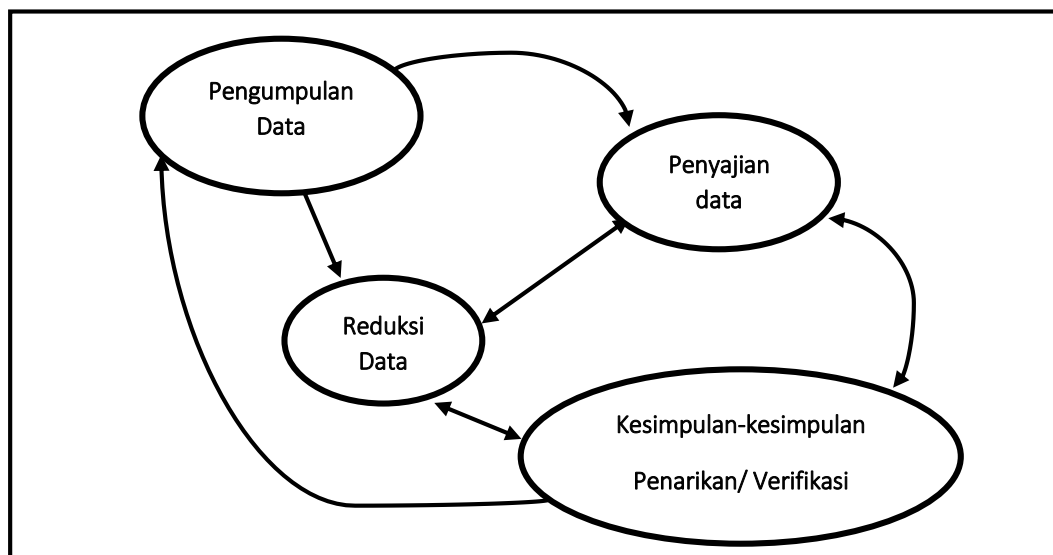 Pengumpulan
Data
Penyajian
data
Reduksi
Data
Kesimpulan-kesimpulan
Penarikan/ Verifikasi